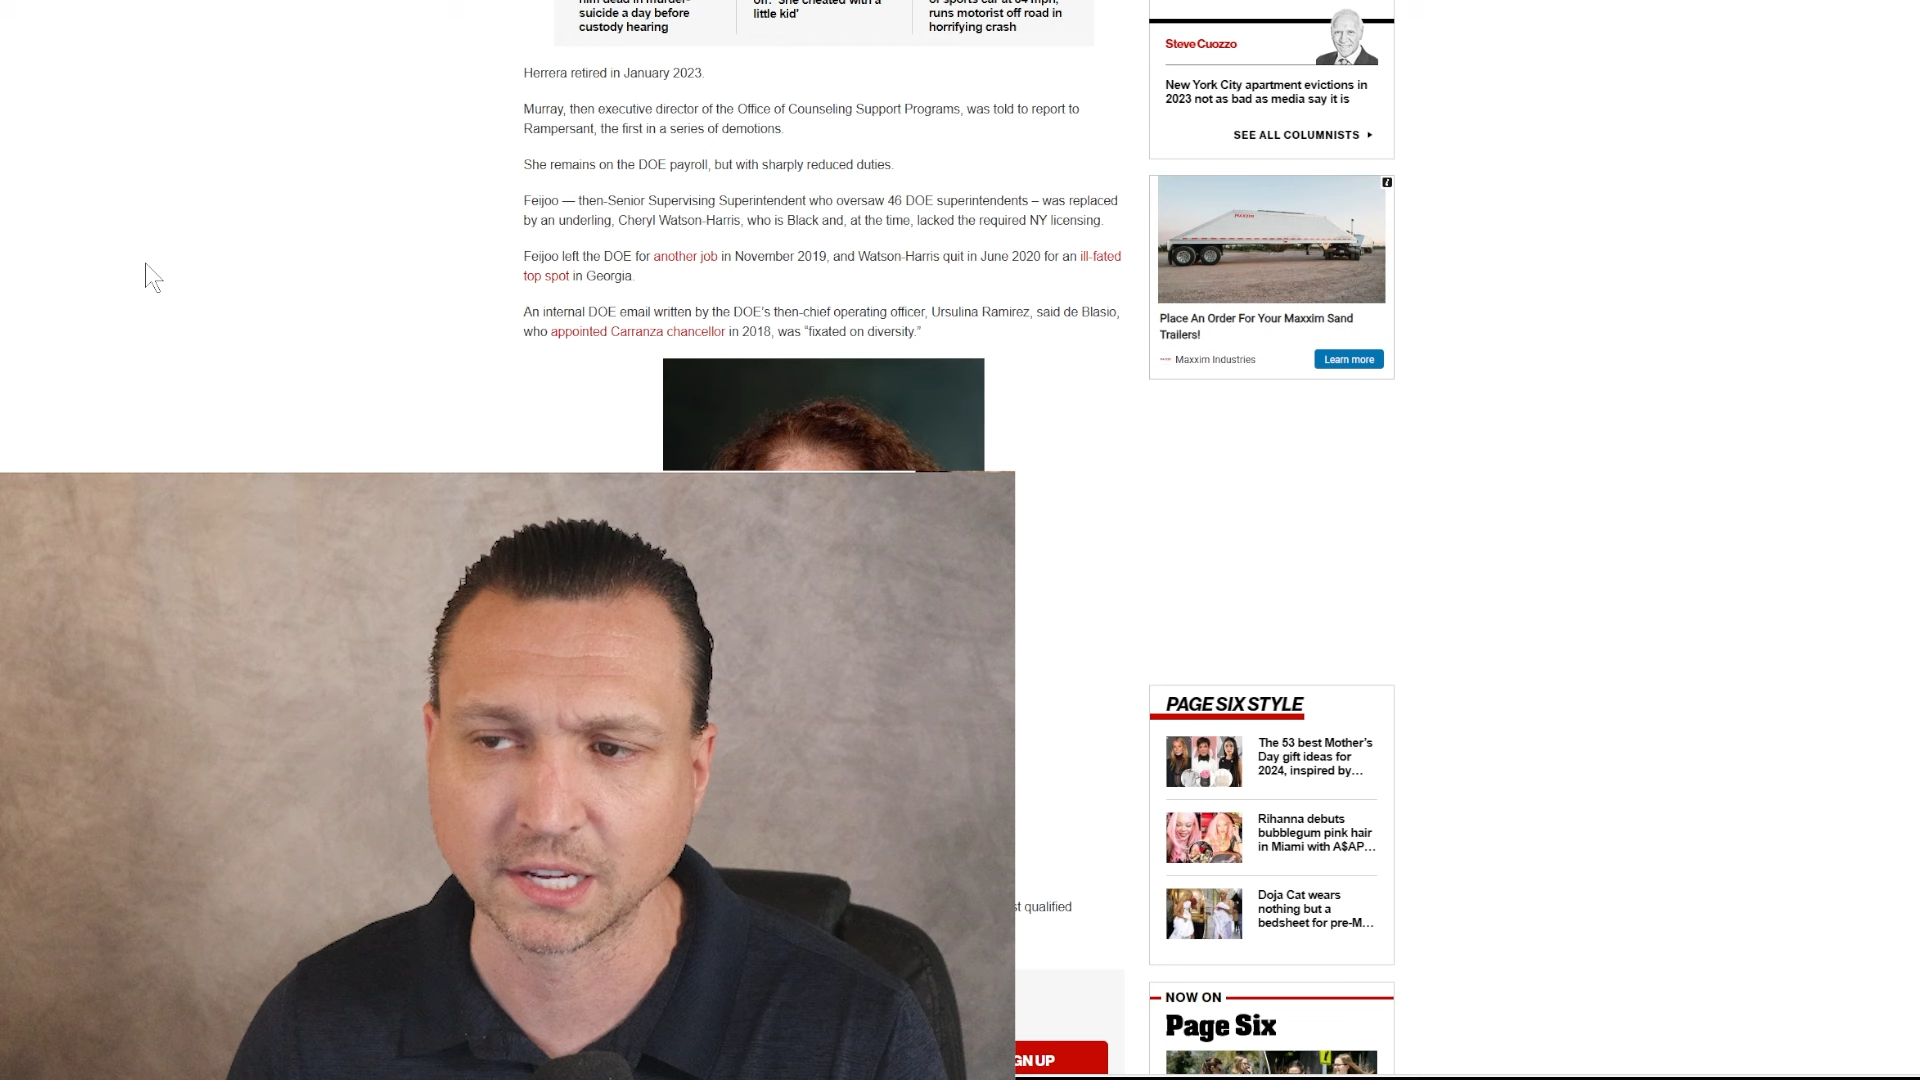 suicide a day before
custody hearing
little kid'
runs motorist off road in
horrifying crash
Herrera retired in January 2023.
Murray, then executive director of the Office of Counseling Support Programs, was told to report to
Rampersant, the first in a series of demotions.
She remains on the DOE payroll, but with sharply reduced duties.
Feijoo — then-Senior Supervising Superintendent who oversaw 46 DOE superintendents – was replaced
by an underling, Cheryl Watson-Harris, who is Black and, at the time, lacked the required NY licensing.
Feijoo left the DOE for another job in November 2019, and Watson-Harris quit in June 2020 for an ill-fated
top spot in Georgia.
An internal DOE email written by the DOE's then-chief operating officer, Ursulina Ramirez, said de Blasio,
who appointed Carranza chancellor in 2018, was “fixated on diversity.”
qualified
GN UP
Steve Cuozzo
New York City apartment evictions in
2023 not as bad as media say it is
SEE ALL COLUMNISTS
MAXXIM
Place An Order For Your Maxxim Sand
Trailers!
Maxxim Industries
Learn more
PAGE SIX STYLE
The 53 best Mother's
Day gift ideas for
2024, inspired by…
Rihanna debuts
bubblegum pink hair
in Miami with A$AP…
Doja Cat wears
nothing but a
bedsheet for pre-M…
NOW ON
Page Six